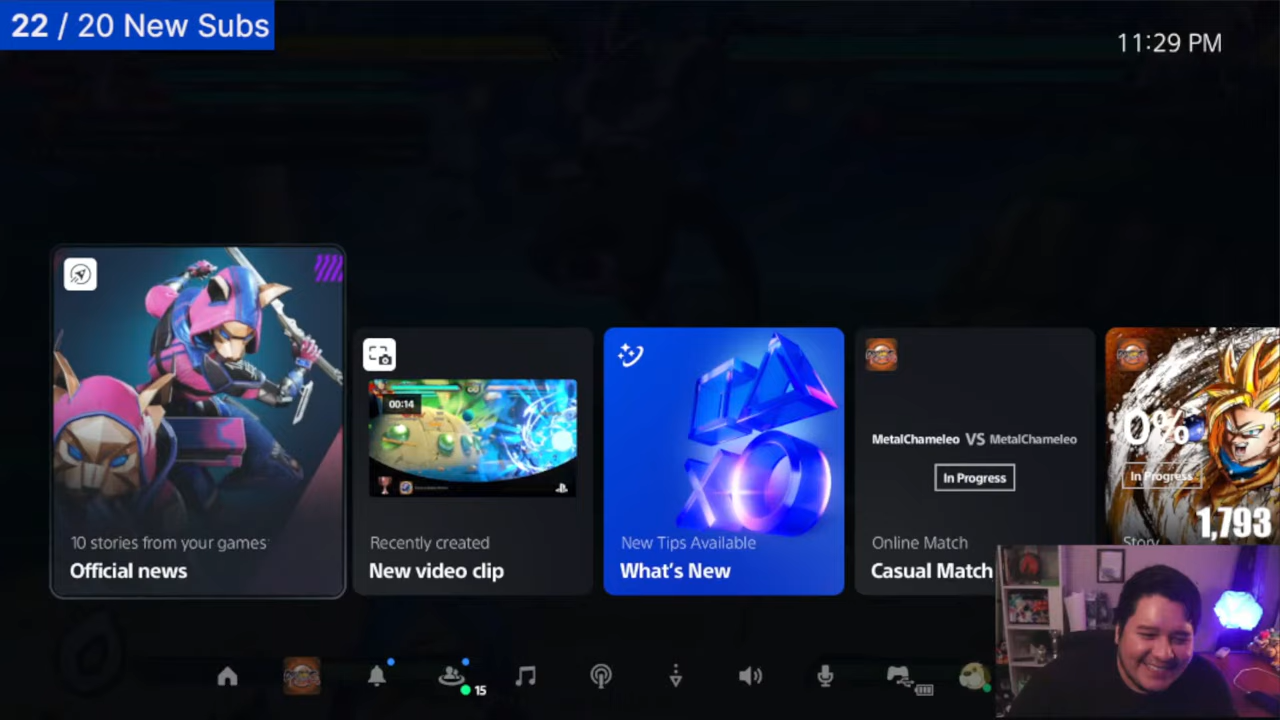 22 / 20 New Subs
11:29 PM
10 stories from your games
Official news
00:14
Recently created
New video clip
New Tips Available
What's New
MetalChameleo VS MetalChameleo
In Progress
Online Match
Casual Match
0%
In Progress
1,793
Story
15